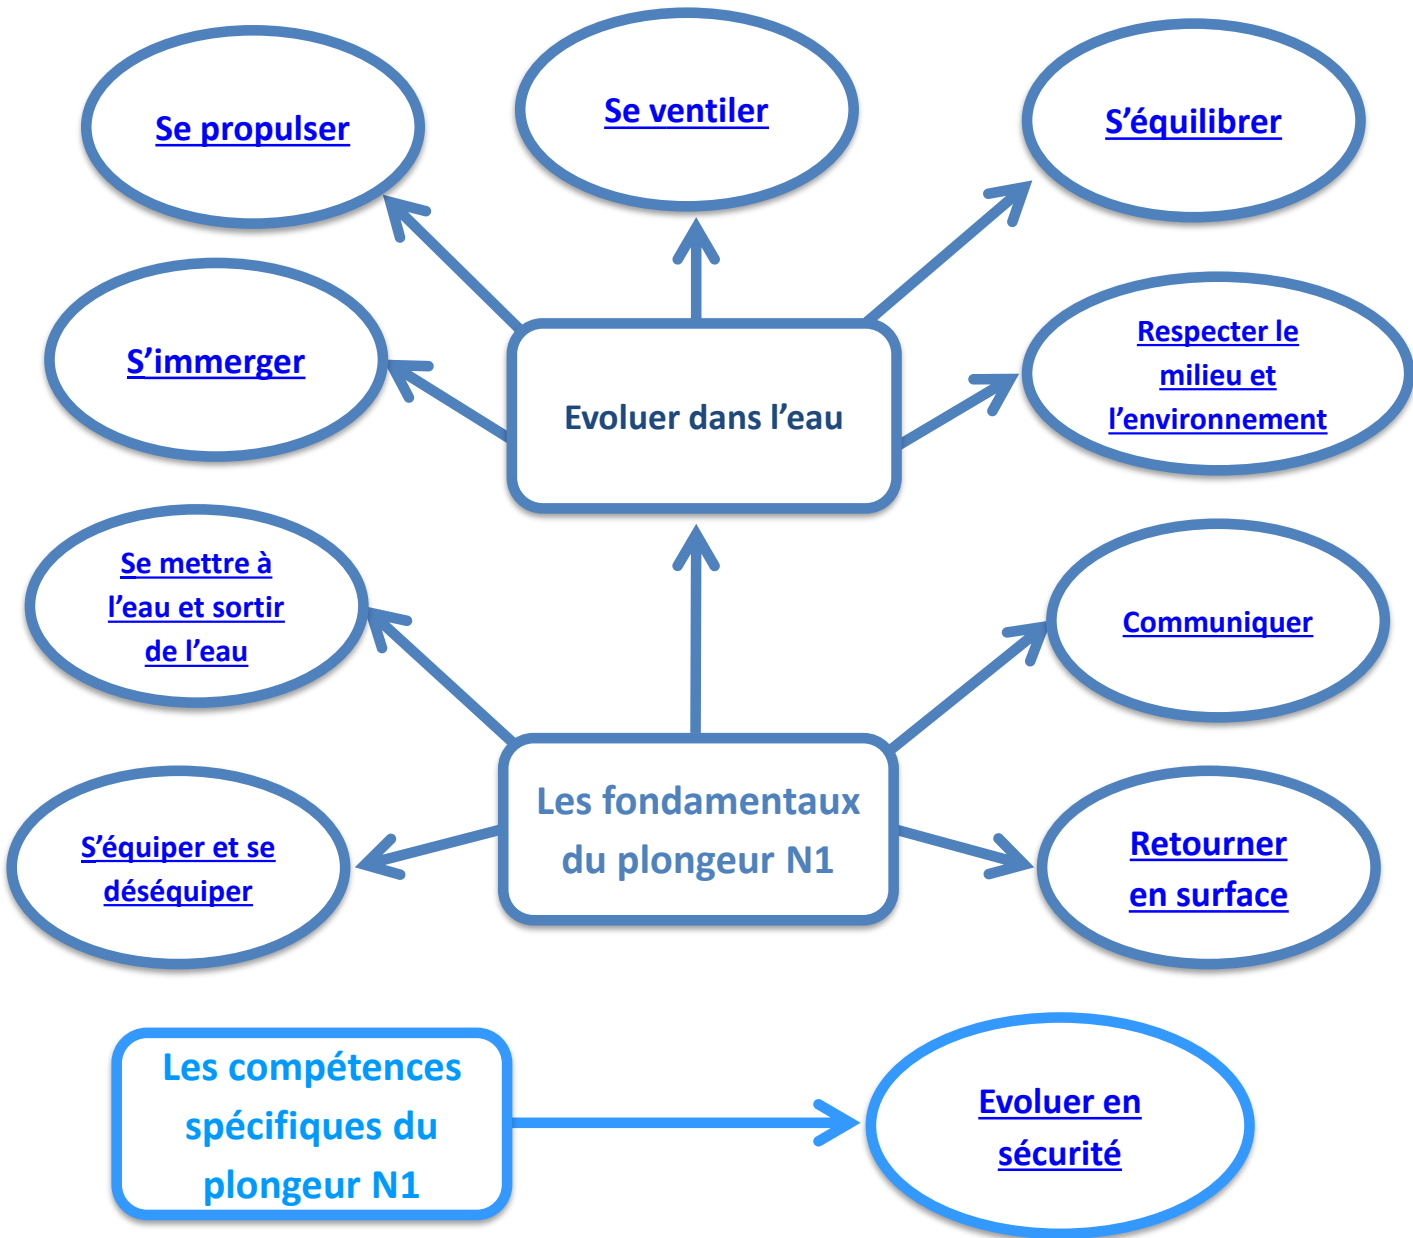 Se propulser
Se ventiler
S’équilibrer
S’immerger
Evoluer dans l’eau
Respecter le
milieu et
l’environnement
Se mettre à
l’eau et sortir
de l’eau
Communiquer
S’équiper et se
déséquiper
Les fondamentaux
du plongeur N1
Retourner
en surface
Les compétences
spécifiques du
plongeur N1
Evoluer en
sécurité